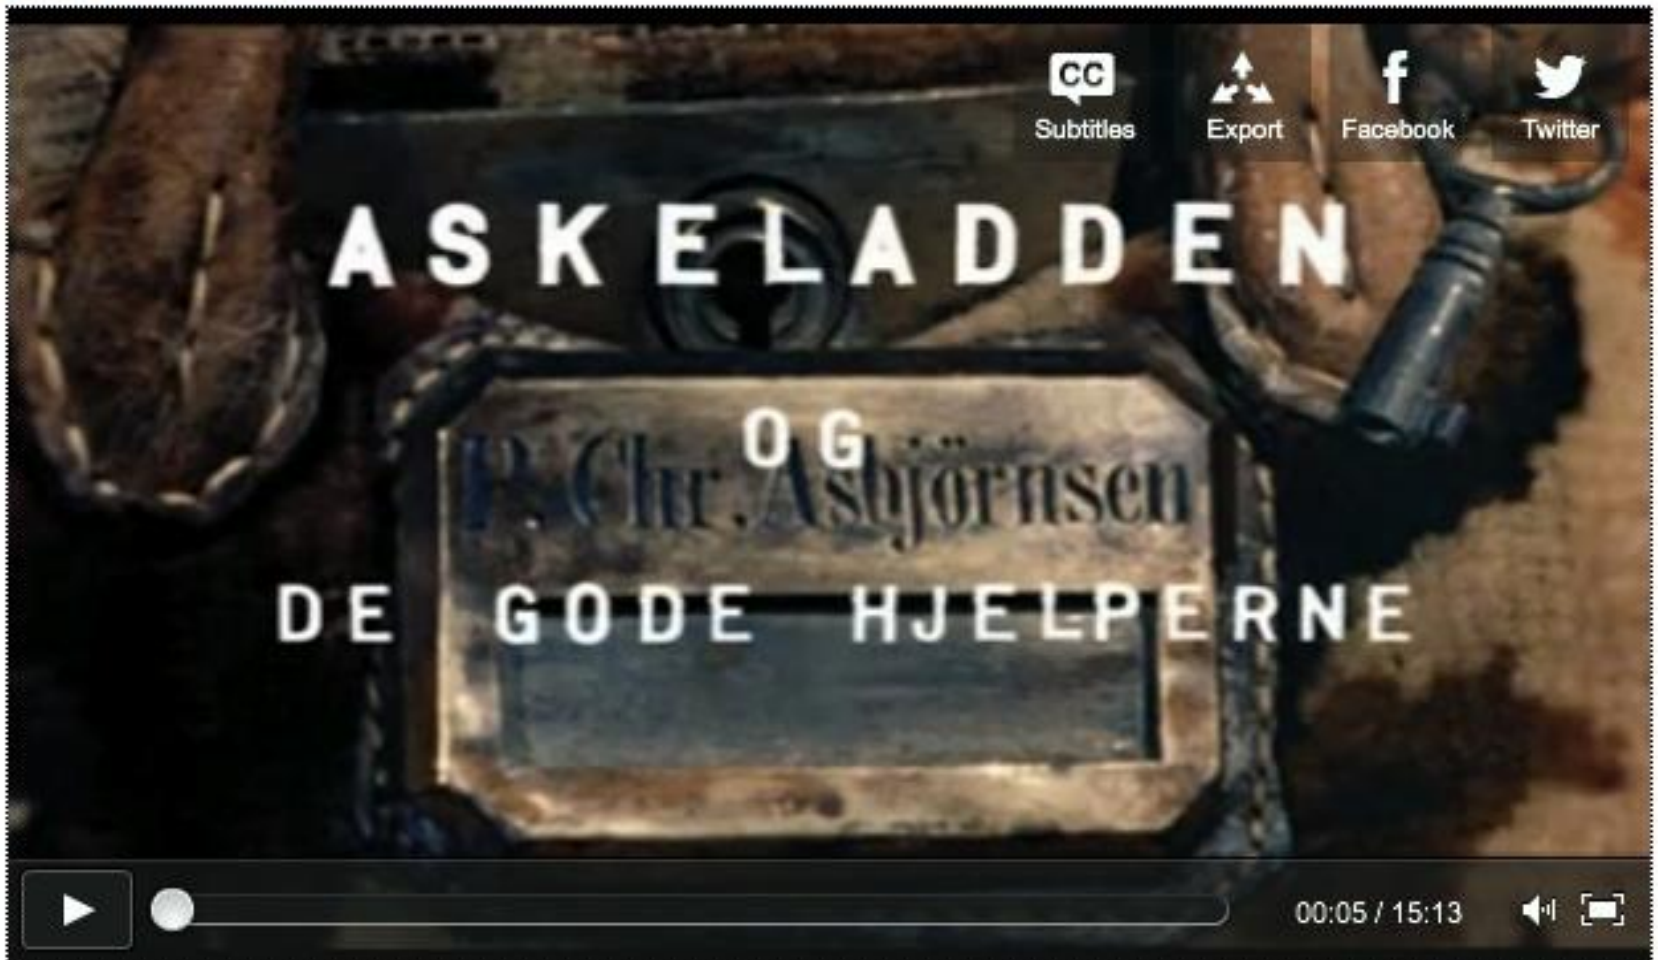 CC
Subtitles Export Facebook Twitter
ASKELADDEN
OG
P. Chr. Asbjörnsen
DE GODE HJELPERNE
00:05 / 15:13